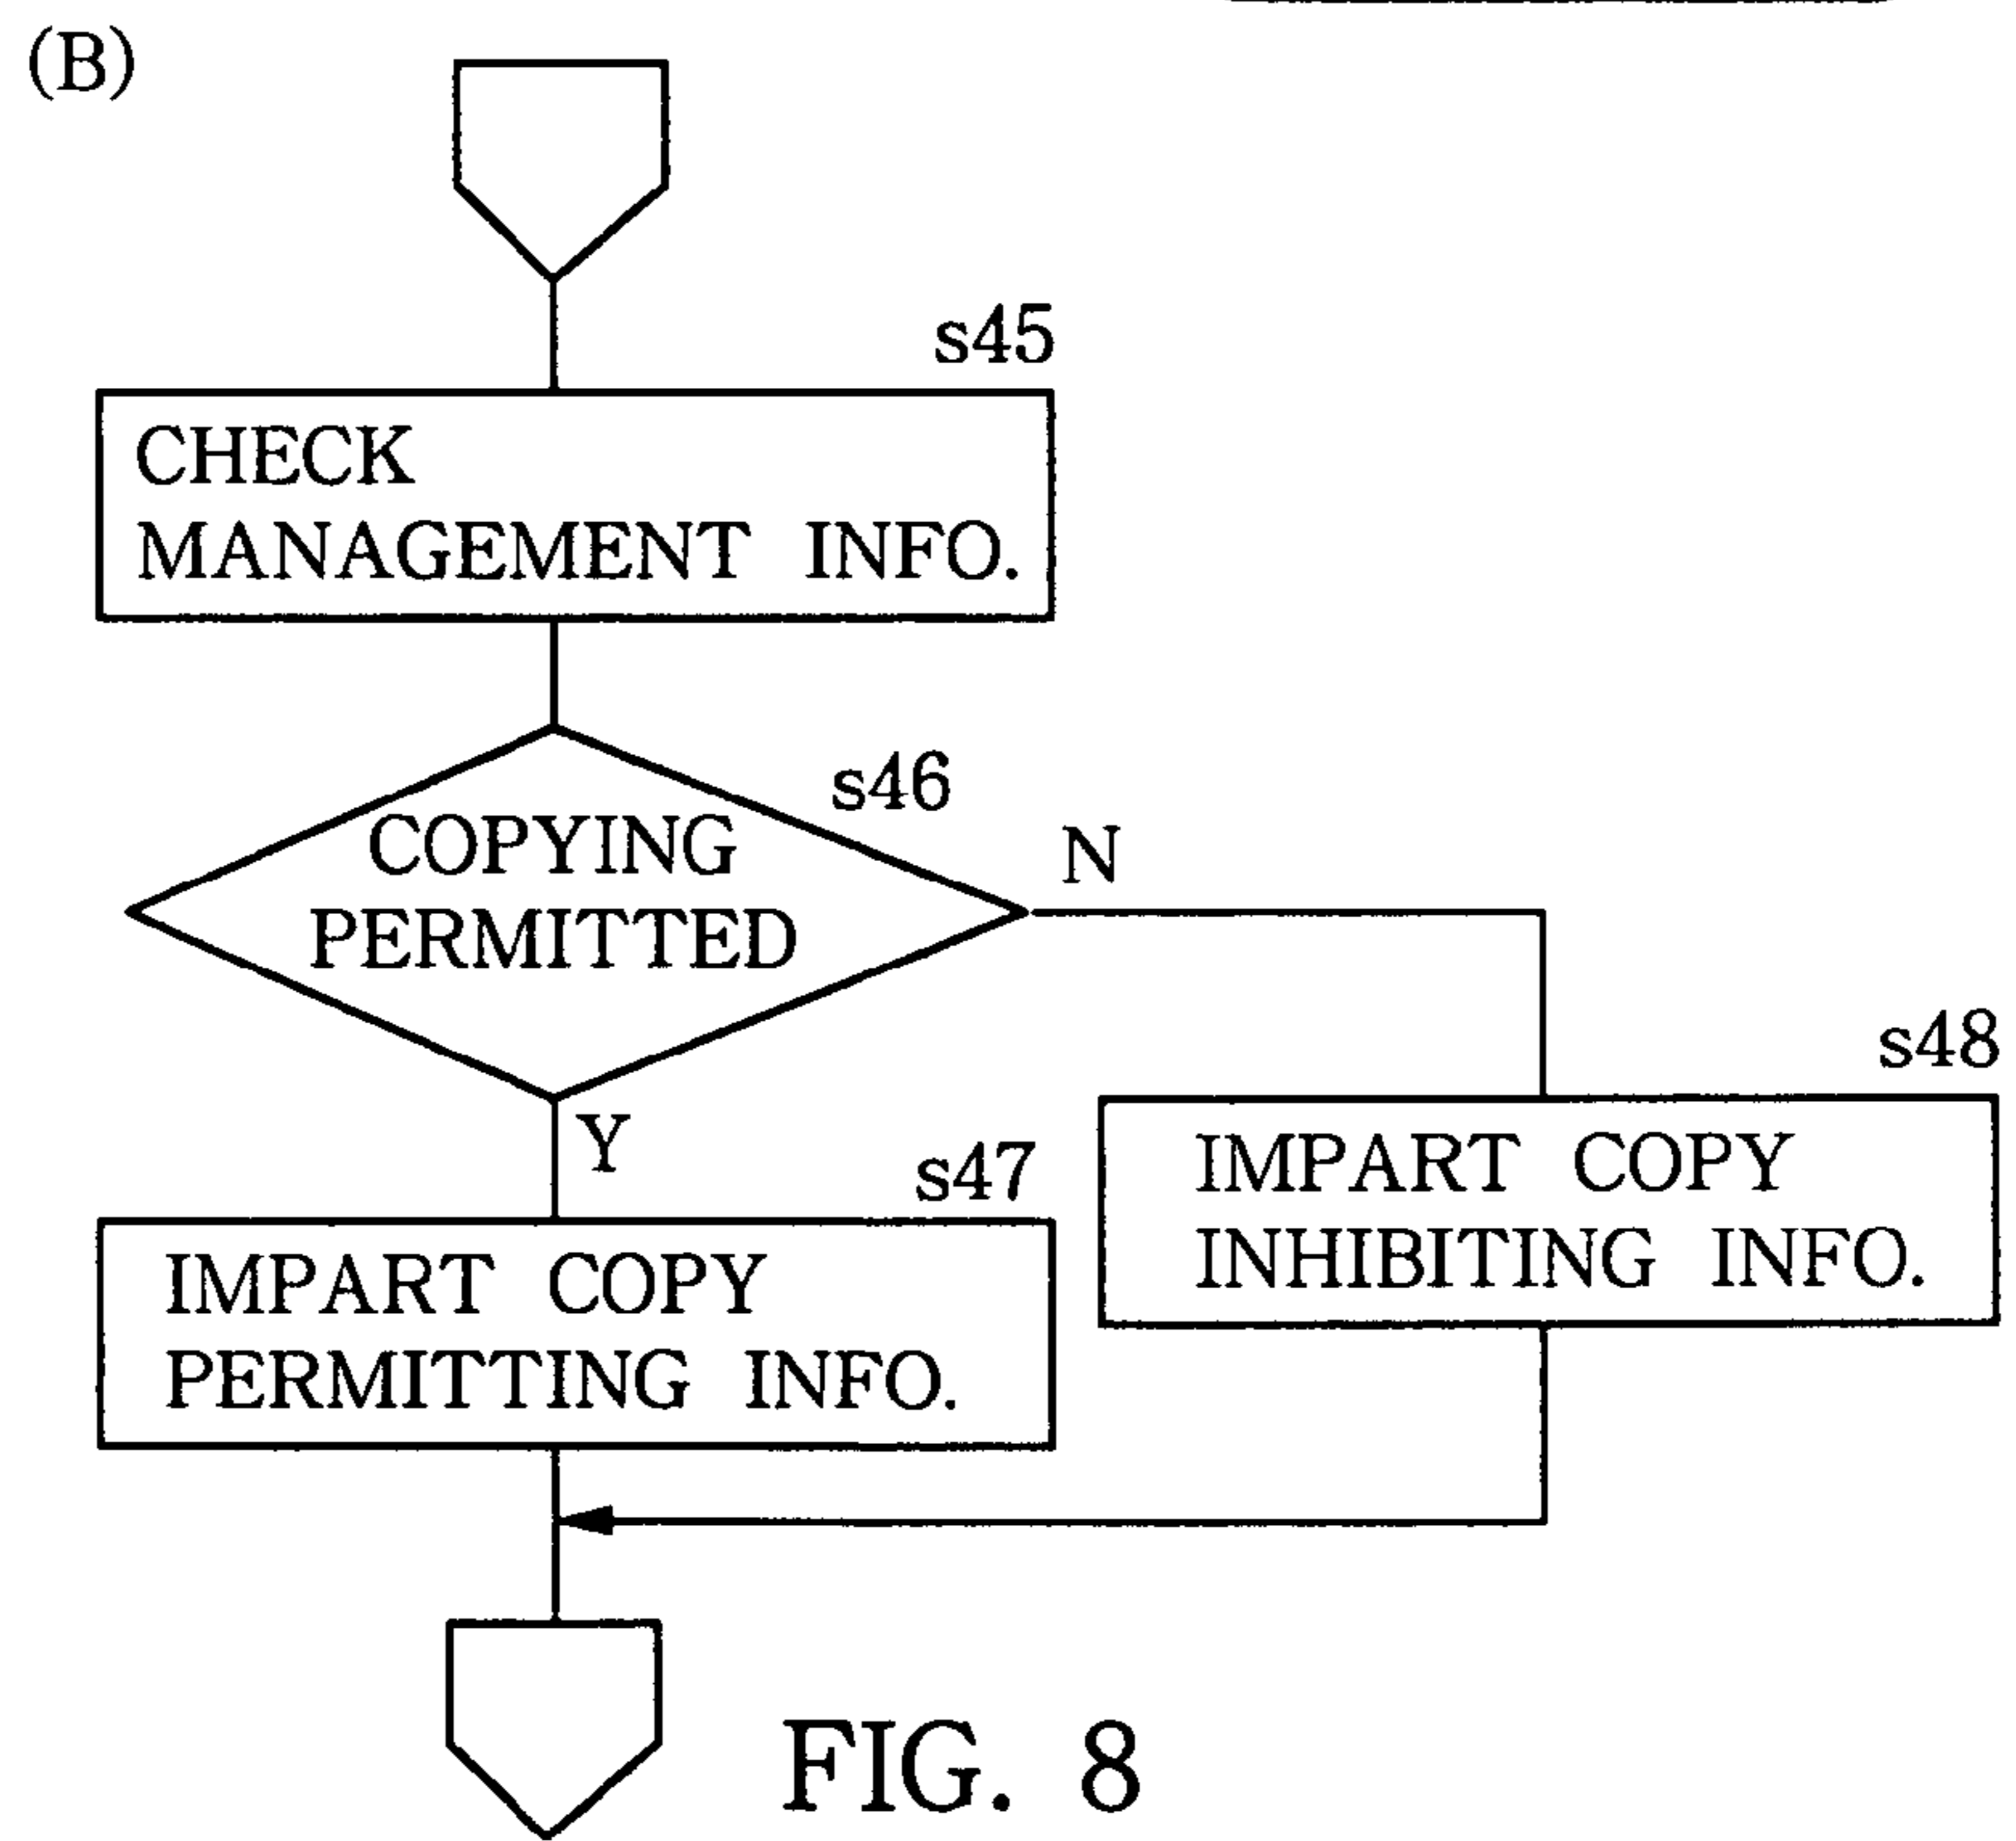 (B)
s45
CHECK
MANAGEMENT INFO.
s46
COPYING
PERMITTED
N
Y
s48
IMPART COPY
INHIBITING INFO.
s47
IMPART COPY
PERMITTING INFO.
FIG. 8